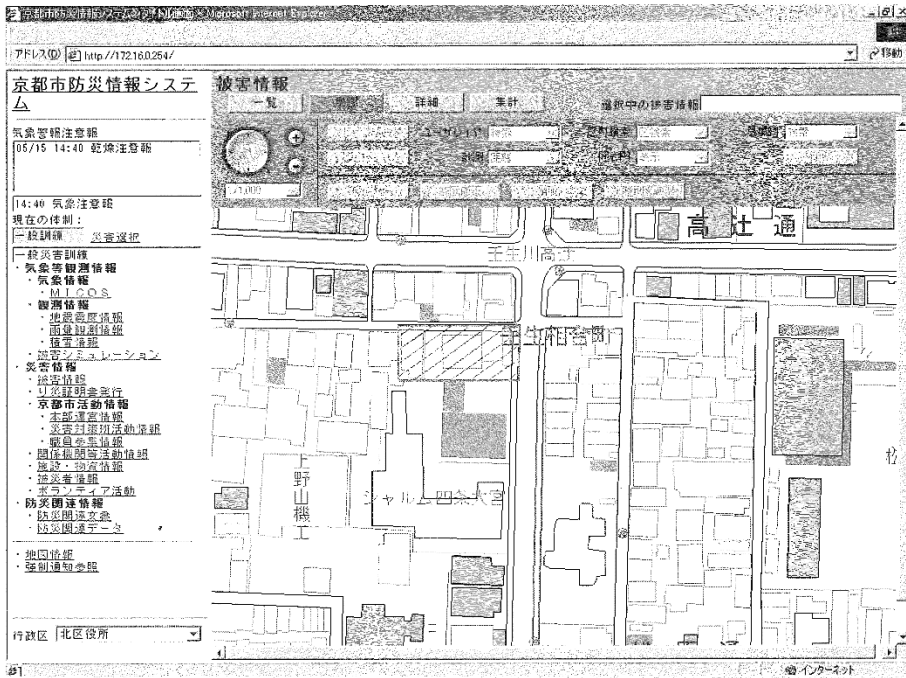 アドレス(D) http://172.16.0.254/ 移動
京都市防災情報システム
気象警報注意報
05/15 14:40 乾燥注意報
14:40 気象注意報
現在の体制：
一般訓練 災害選択
一般災害訓練
・気象等観測情報
・気象情報
・MICOS
・観測情報
・地震震度情報
・雨量観測情報
・積雪情報
・被害シミュレーション
・災害情報
・被害情報
・り災証明書発行
・京都市活動情報
・本部運営情報
・災害対策班活動情報
・職員参集情報
・関係機関等活動情報
・施設・物資情報
・被災者情報
・ボランティア活動
・防災関連情報
・防災関連文書
・防災関連データ
・地図情報
・強制通知参照
行政区 北区役所
被害情報
一覧 詳細 集計 選択中の被害情報
1/1,000
高辻通
壬生川高辻
壬生相合町
上野山機工
シャルム四条大宮
松
インターネット